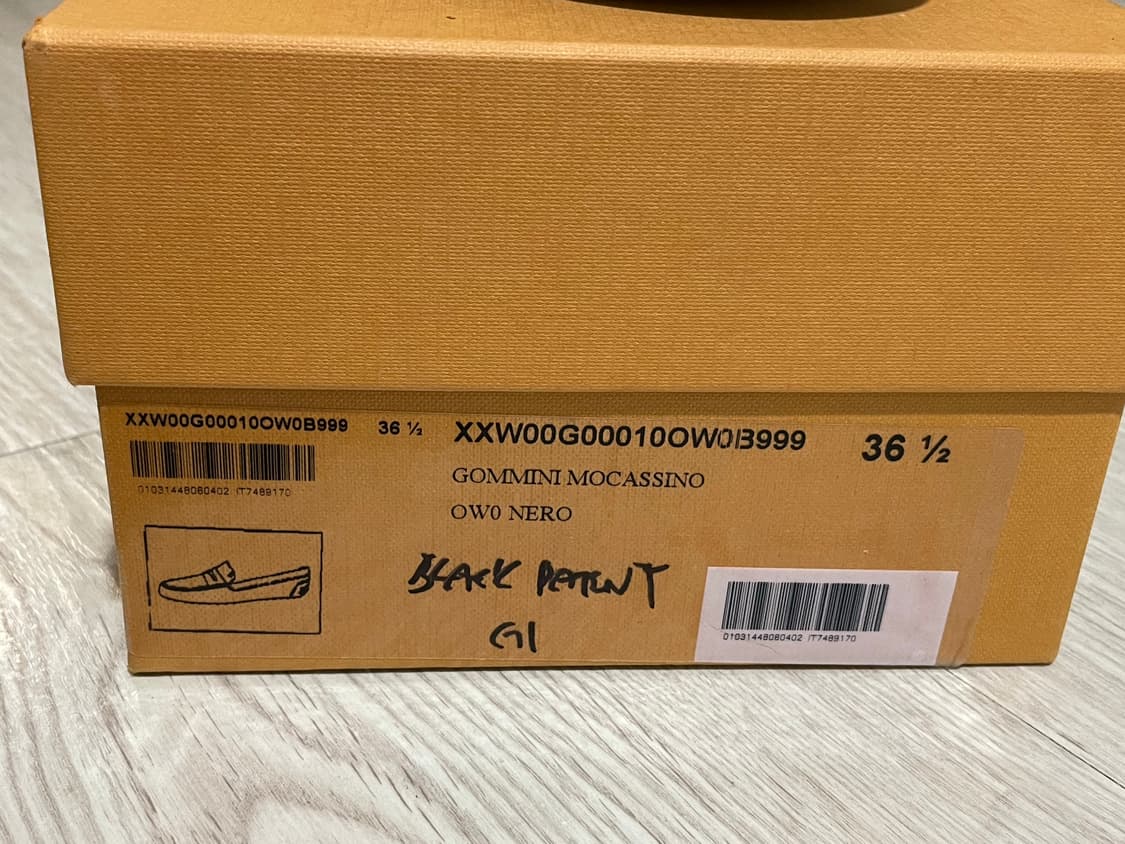 XXW00G00010OW0B999 36 ½
01031448080402 IT7489170
XXW00G00010OW0B999 36 ½
GOMMINI MOCASSINO
OW0 NERO
BLACK PATENT
G1
01031448080402 IT7489170